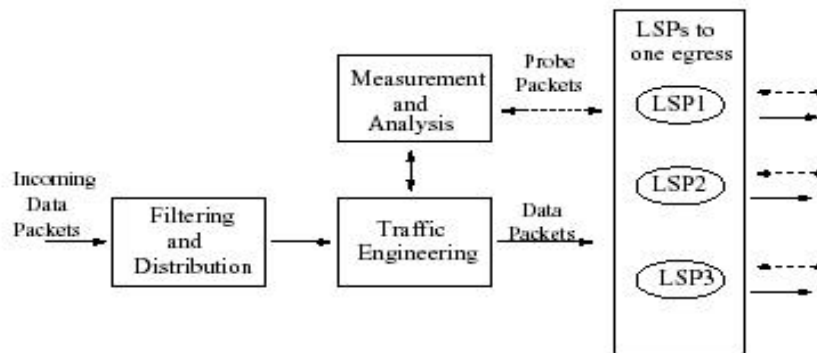 Incoming
Data
Packets
Filtering
and
Distribution
Measurement
and
Analysis
Traffic
Engineering
Probe
Packets
Data
Packets
LSPs to
one egress
LSP1
LSP2
LSP3